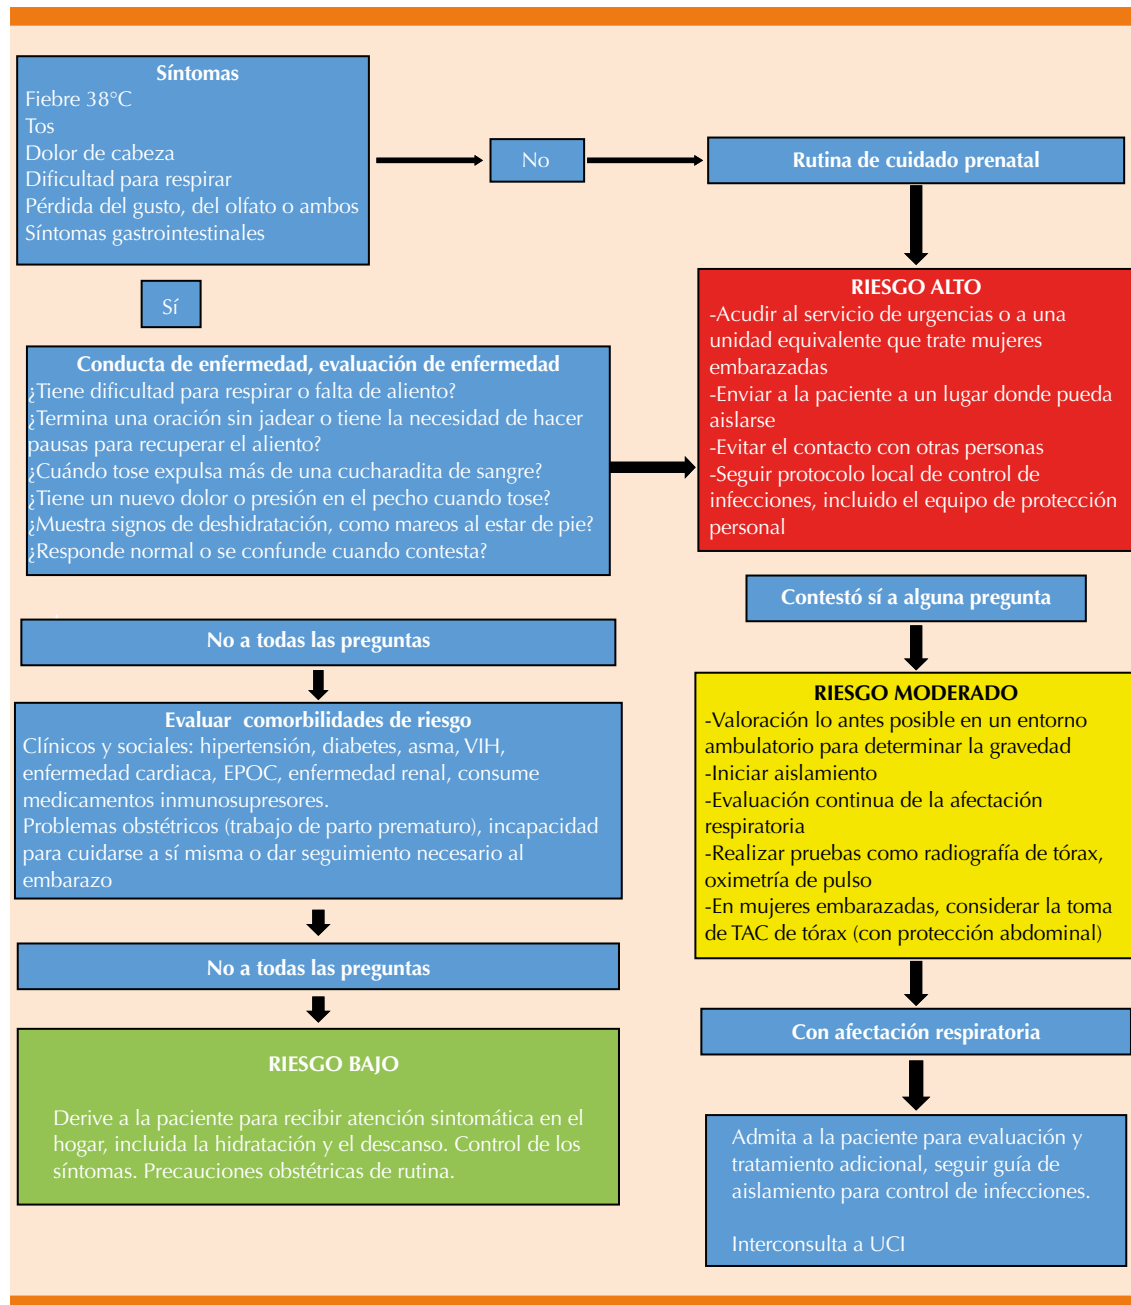 Síntomas
Fiebre 38°C
Tos
Dolor de cabeza
Dificultad para respirar
Pérdida del gusto, del olfato o ambos
Síntomas gastrointestinales
No
Rutina de cuidado prenatal
Sí
RIESGO ALTO
-Acudir al servicio de urgencias o a una
unidad equivalente que trate mujeres
embarazadas
-Enviar a la paciente a un lugar donde pueda
aislarse
-Evitar el contacto con otras personas
-Seguir protocolo local de control de
infecciones, incluido el equipo de protección
personal
Conducta de enfermedad, evaluación de enfermedad
¿Tiene dificultad para respirar o falta de aliento?
¿Termina una oración sin jadear o tiene la necesidad de hacer
pausas para recuperar el aliento?
¿Cuándo tose expulsa más de una cucharadita de sangre?
¿Tiene un nuevo dolor o presión en el pecho cuando tose?
¿Muestra signos de deshidratación, como mareos al estar de pie?
¿Responde normal o se confunde cuando contesta?
Contestó sí a alguna pregunta
No a todas las preguntas
RIESGO MODERADO
-Valoración lo antes posible en un entorno
ambulatorio para determinar la gravedad
-Iniciar aislamiento
-Evaluación continua de la afectación
respiratoria
-Realizar pruebas como radiografía de tórax,
oximetría de pulso
-En mujeres embarazadas, considerar la toma
de TAC de tórax (con protección abdominal)
Evaluar comorbilidades de riesgo
Clínicos y sociales: hipertensión, diabetes, asma, VIH,
enfermedad cardiaca, EPOC, enfermedad renal, consume
medicamentos inmunosupresores.
Problemas obstétricos (trabajo de parto prematuro), incapacidad
para cuidarse a sí misma o dar seguimiento necesario al
embarazo
No a todas las preguntas
Con afectación respiratoria
RIESGO BAJO
Derive a la paciente para recibir atención sintomática en el
hogar, incluida la hidratación y el descanso. Control de los
síntomas. Precauciones obstétricas de rutina.
Admita a la paciente para evaluación y
tratamiento adicional, seguir guía de
aislamiento para control de infecciones.
Interconsulta a UCI